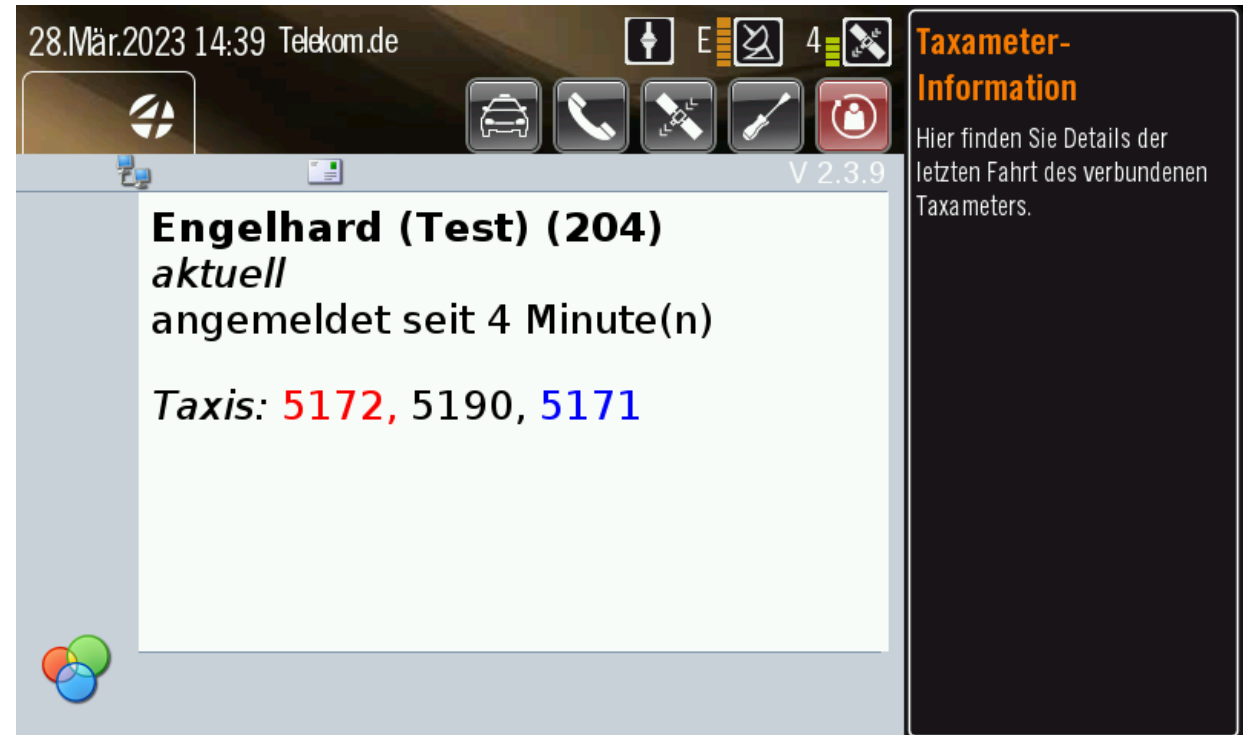 28.Mär.2023 14:39 Telekom.de E 4
V 2.3.9
Engelhard (Test) (204)
aktuell
angemeldet seit 4 Minute(n)
Taxis: 5172, 5190, 5171
Taxameter-
Information
Hier finden Sie Details der
letzten Fahrt des verbundenen
Taxameters.